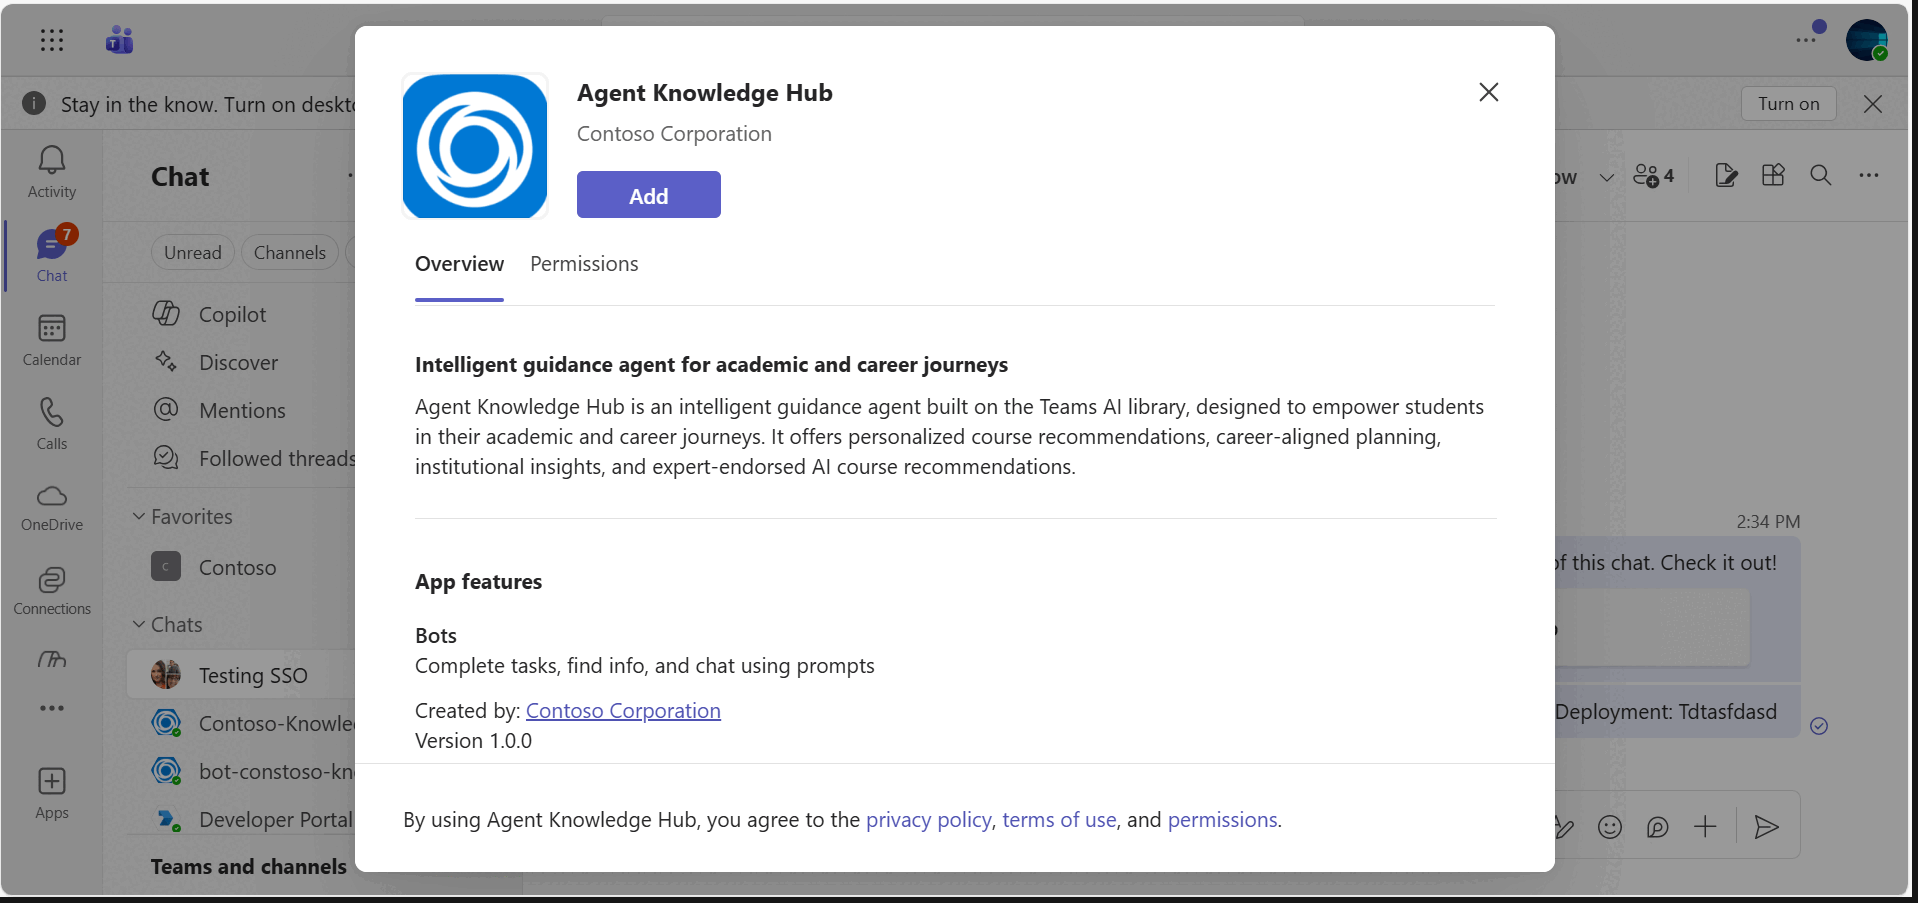 Stay in the know. Turn on
Turn on
Activity
7
Chat
Calendar
Calls
OneDrive
Connections
Apps
Chat
Unread
Channels
Copilot
Discover
Mentions
Followed threads
Favorites
C
Contoso
Chats
Testing SSO
Developer Portal
Teams and channels
Agent Knowledge Hub
Contoso Corporation
Add
Overview Permissions
Intelligent guidance agent for academic and career journeys
Agent Knowledge Hub is an intelligent guidance agent built on the Teams AI library, designed to empower students
in their academic and career journeys. It offers personalized course recommendations, career-aligned planning,
institutional insights, and expert-endorsed AI course recommendations.
App features
Bots
Complete tasks, find info, and chat using prompts
Created by: Contoso Corporation
Version 1.0.0
By using Agent Knowledge Hub, you agree to the privacy policy, terms of use, and permissions.
4
2:34 PM
of this chat. Check it out!
Deployment: Tdtasfdasd